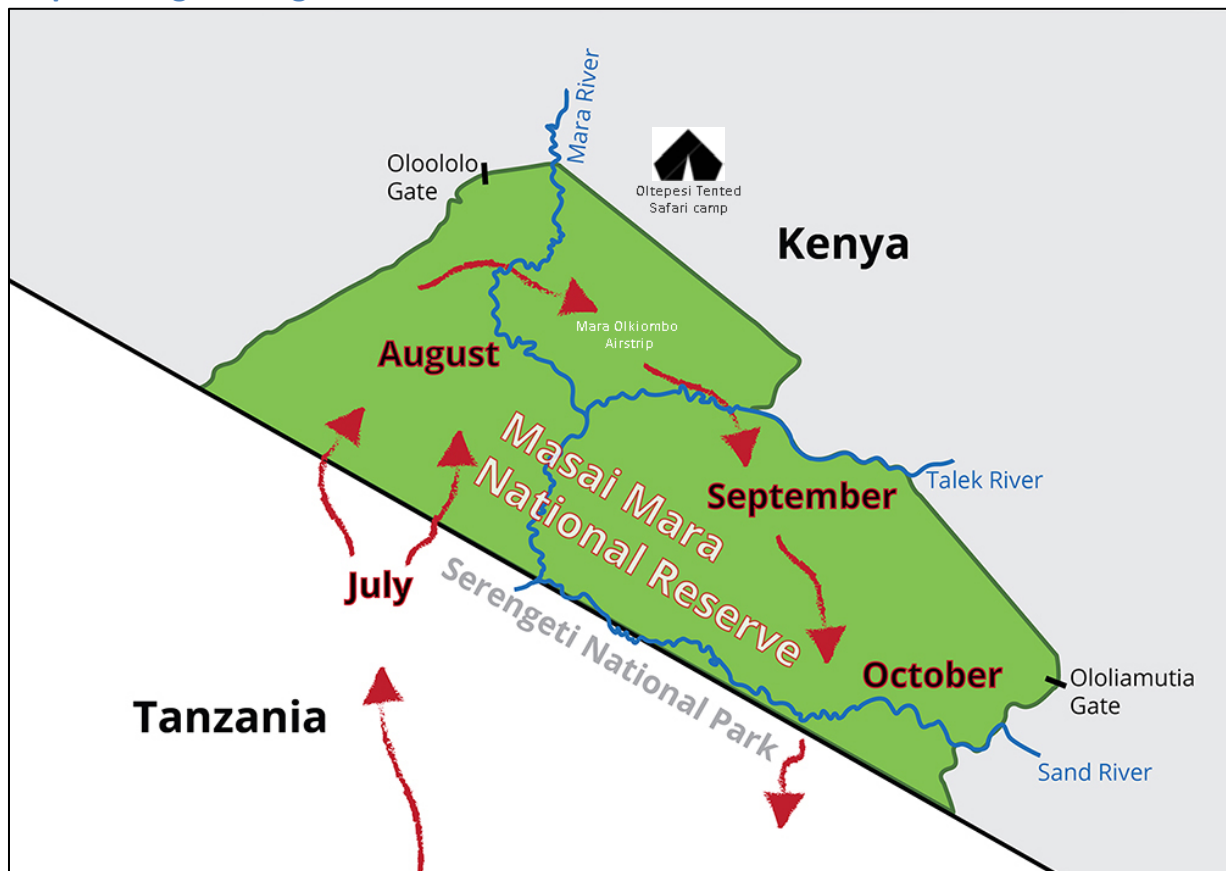 Mara River
Oloololo
Gate
Oltepesi Tented
Safari camp
Kenya
Mara Olkiombo
Airstrip
August
Masai Mara
National Reserve
September
Talek River
July
Serengeti National Park
October
Ololiamutia
Gate
Tanzania
Sand River